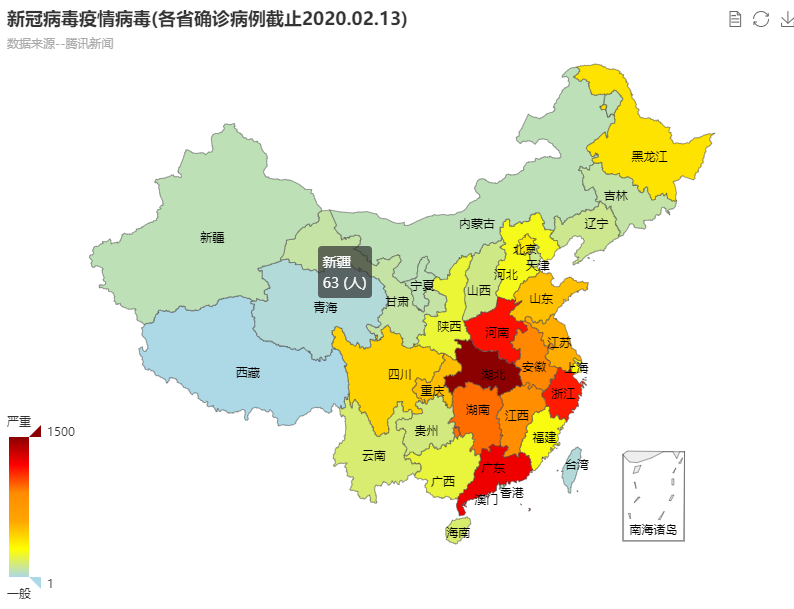 新冠病毒疫情病毒(各省确诊病例截止2020.02.13)
数据来源--腾讯新闻
黑龙江
吉林
辽宁
内蒙古
新疆
北京
天津
河北
新疆
63 (人)
宁夏
山西
山东
甘肃
青海
陕西
河南
江苏
西藏
四川
湖北
安徽
上海
重庆
浙江
湖南
江西
贵州
福建
云南
广西
广东
台湾
澳门
香港
海南
南海诸岛
严重
1500
1
一般